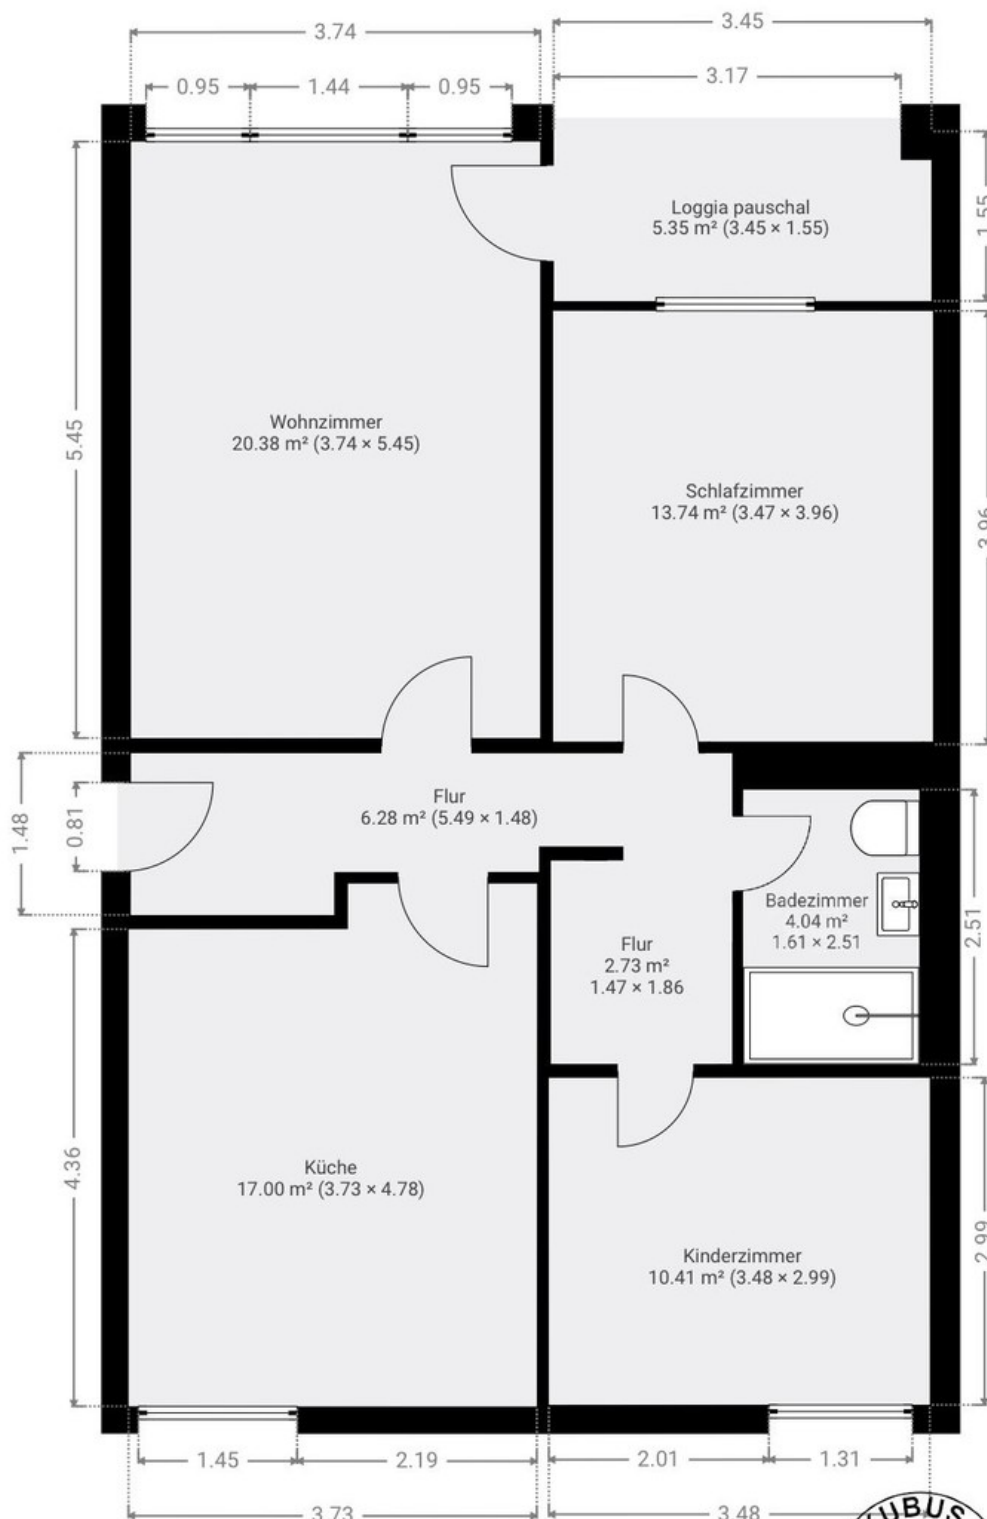 3.74
3.45
0.95
1.44
0.95
3.17
Loggia pauschal
5.35 m² (3.45 × 1.55)
1.55
5.45
Wohnzimmer
20.38 m² (3.74 × 5.45)
Schlafzimmer
13.74 m² (3.47 × 3.96)
3.96
1.48
0.81
Flur
6.28 m² (5.49 × 1.48)
Badezimmer
4.04 m²
1.61 × 2.51
2.51
Flur
2.73 m²
1.47 × 1.86
4.36
Küche
17.00 m² (3.73 × 4.78)
Kinderzimmer
10.41 m² (3.48 × 2.99)
2.99
1.45
2.19
2.01
1.31
3.73
3.48
KUBUS